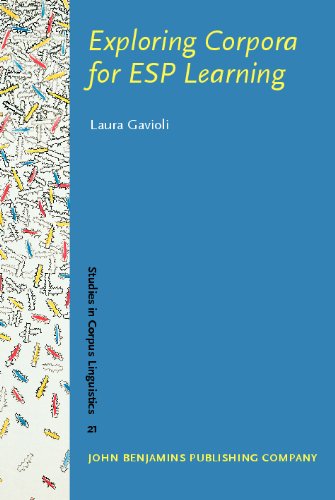 Exploring Corpora
for ESP Learning
Laura Gavioli
Studies in Corpus Linguistics 21
JOHN BENJAMINS PUBLISHING COMPANY